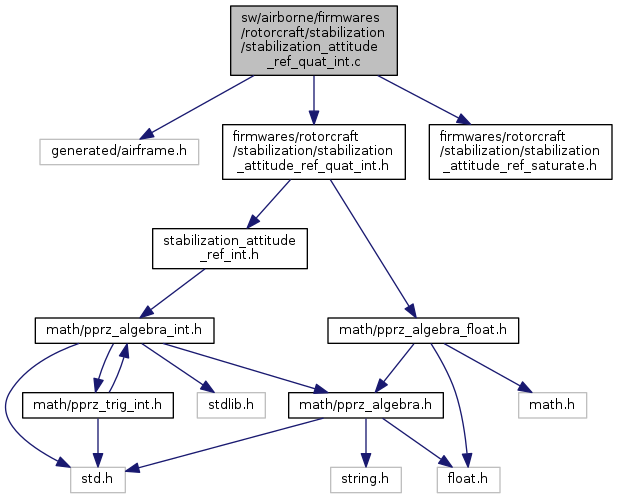 sw/airborne/firmwares
/rotorcraft/stabilization
/stabilization_attitude
_ref_quat_int.c
generated/airframe.h
firmwares/rotorcraft
/stabilization/stabilization
_attitude_ref_quat_int.h
firmwares/rotorcraft
/stabilization/stabilization
_attitude_ref_saturate.h
stabilization_attitude
_ref_int.h
math/pprz_algebra_int.h
math/pprz_algebra_float.h
math/pprz_trig_int.h
stdlib.h
math/pprz_algebra.h
math.h
std.h
string.h
float.h